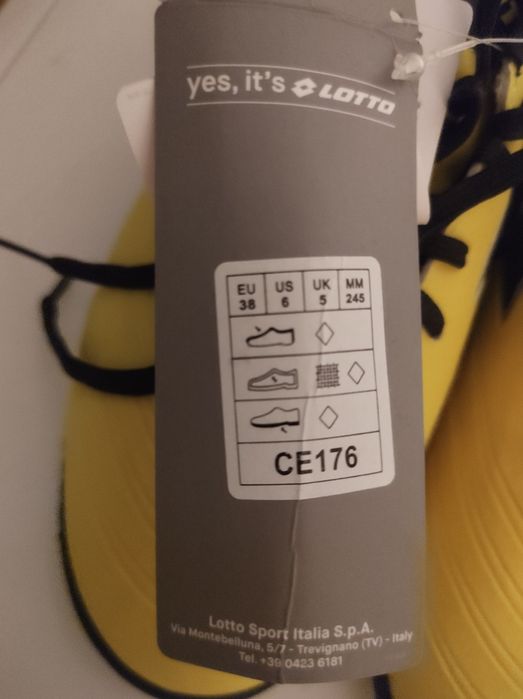 yes, it's LOTTO
EU US UK MM
38 6 5 245
CE176
Lotto Sport Italia S.p.A.
Via Montebelluna, 5/7 - Trevignano (TV) - Italy
Tel. +39 0423 6181